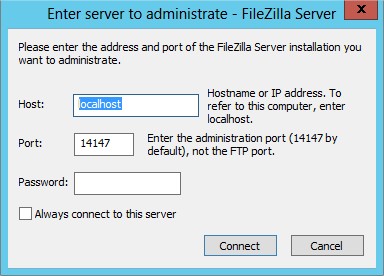 Enter server to administrate - FileZilla Server
x
Please enter the address and port of the FileZilla Server installation you
want to administrate.
Host:
localhost
Hostname or IP address. To
refer to this computer, enter
localhost.
Port:
14147
Enter the administration port (14147 by
default), not the FTP port.
Password:
Always connect to this server
Connect
Cancel